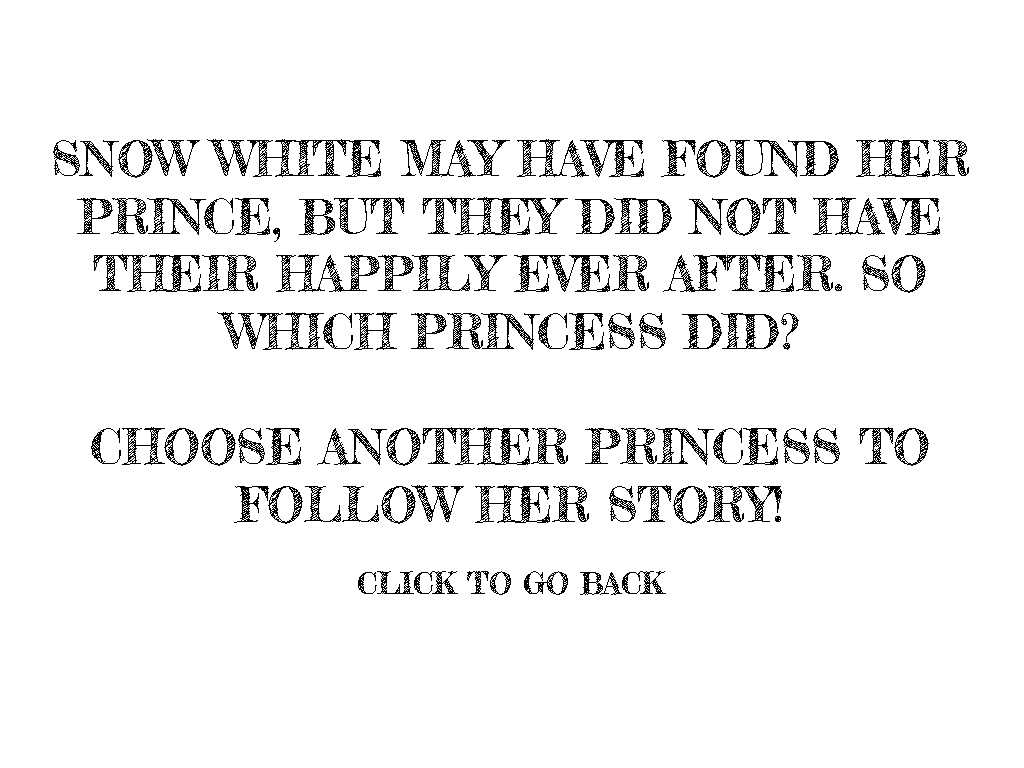 SNOW WHITE MAY HAVE FOUND HER
PRINCE, BUT THEY DID NOT HAVE
THEIR HAPPILY EVER AFTER. SO
WHICH PRINCESS DID?
CHOOSE ANOTHER PRINCESS TO
FOLLOW HER STORY!
CLICK TO GO BACK